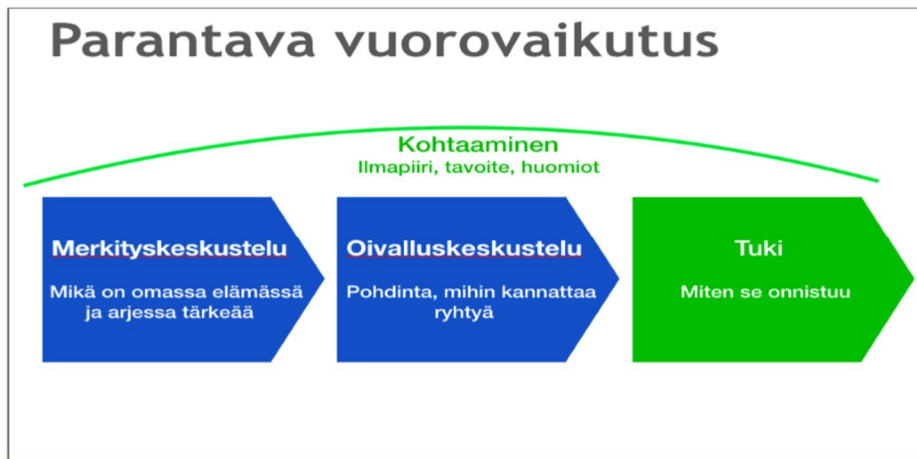 Parantava vuorovaikutus
Kohtaaminen
Ilmapiiri, tavoite, huomiot
Merkityskeskustelu
Mikä on omassa elämässä
ja arjessa tärkeää
Oivalluskeskustelu
Pohdinta, mihin kannattaa
ryhtyä
Tuki
Miten se onnistuu